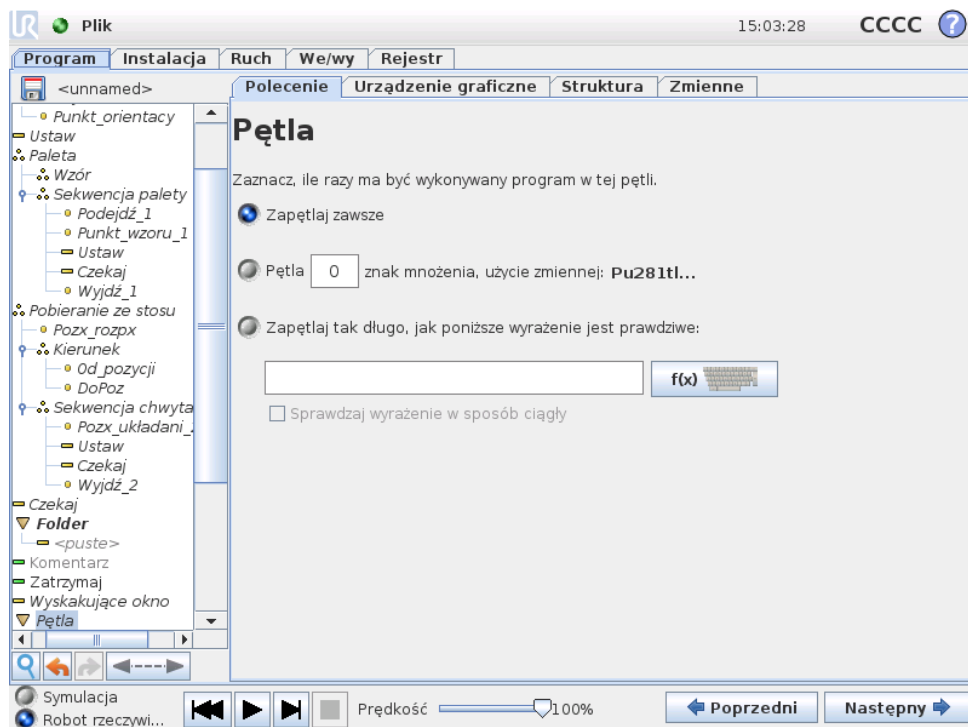 UR Plik 15:03:28 CCCC ?
Program Instalacja Ruch We/wy Rejestr
<unnamed>
Polecenie Urządzenie graficzne Struktura Zmienne
Punkt_orientacy
Ustaw
Paleta
Wzór
Sekwencja palety
Podejdź_1
Punkt_wzoru_1
Ustaw
Czekaj
Wyjdź_1
Pobieranie ze stosu
Pozx_rozpx
Kierunek
Od_pozycji
DoPoz
Sekwencja chwyta
Pozx_układani_
Ustaw
Czekaj
Wyjdź_2
Czekaj
Folder
<puste>
Komentarz
Zatrzymaj
Wyskakujące okno
Pętla
Pętla
Zaznacz, ile razy ma być wykonywany program w tej pętli.
Zapętlaj zawsze
Pętla 0 znak mnożenia, użycie zmiennej: Pu281tl...
Zapętlaj tak długo, jak poniższe wyrażenie jest prawdziwe:
f(x)
Sprawdzaj wyrażenie w sposób ciągły
Symulacja
Robot rzeczywi...
Prędkość 100%
Poprzedni Następny